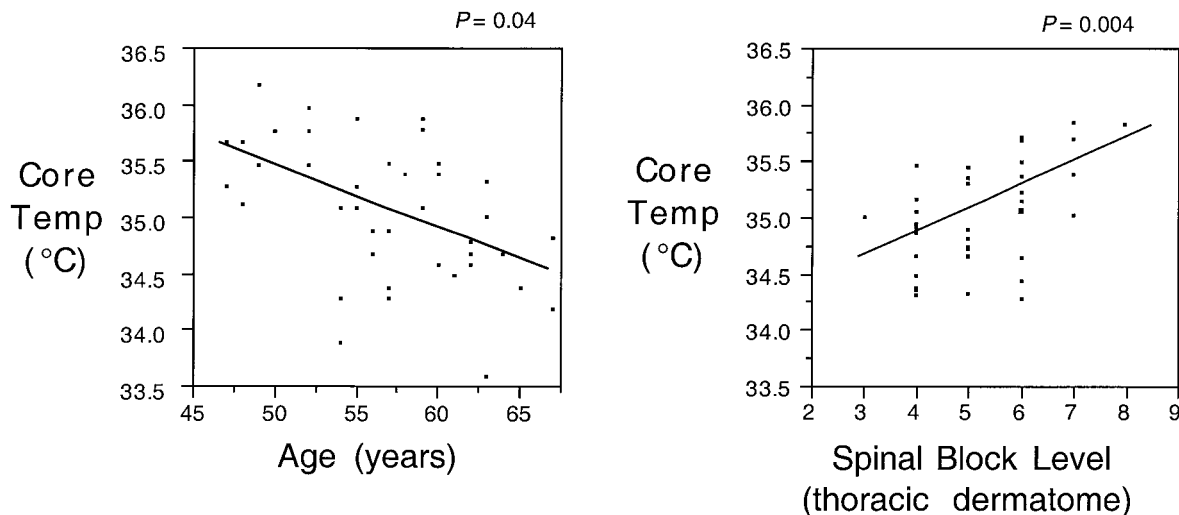 P = 0.04
36.5
36.0
35.5
35.0
34.5
34.0
33.5
Core
Temp
(°C)
45 50 55 60 65
Age (years)
P = 0.004
36.5
36.0
35.5
35.0
34.5
34.0
33.5
Core
Temp
(°C)
2 3 4 5 6 7 8 9
Spinal Block Level
(thoracic dermatome)